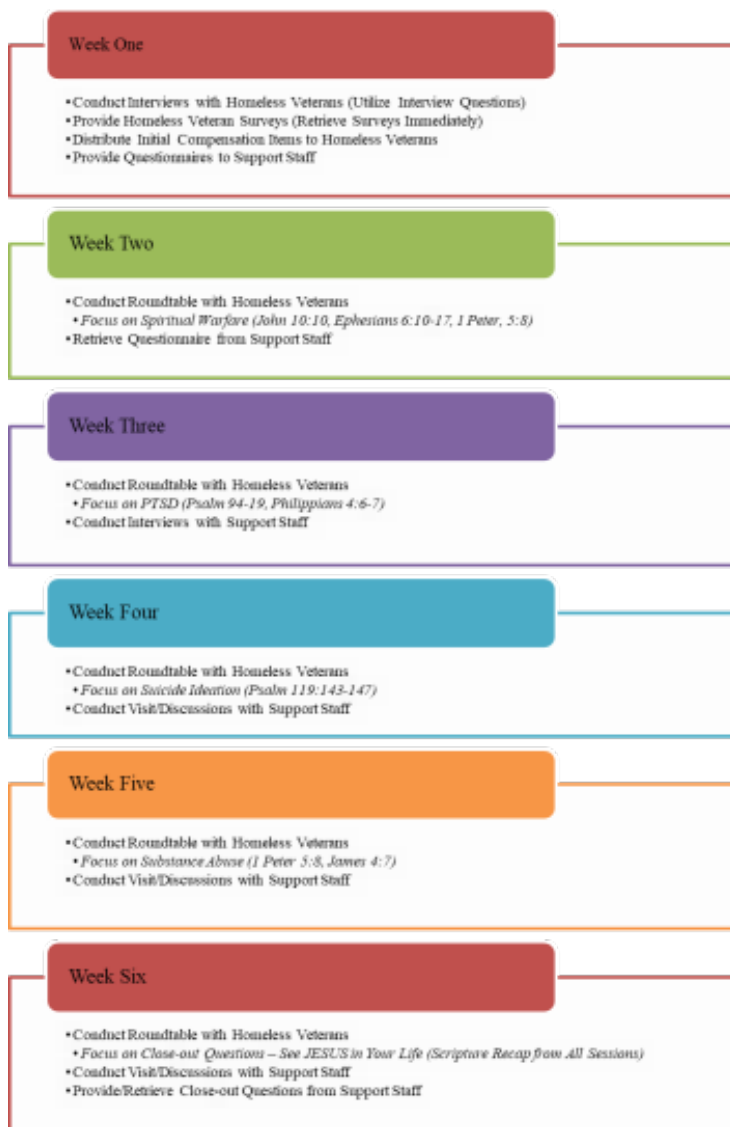 Week One
•Conduct Interviews with Homeless Veterans (Utilize Interview Questions)
•Provide Homeless Veteran Surveys (Retrieve Surveys Immediately)
•Distribute Initial Compensation Items to Homeless Veterans
•Provide Questionnaires to Support Staff
Week Two
•Conduct Roundtable with Homeless Veterans
•Focus on Spiritual Warfare (John 10:10, Ephesians 6:10-17, 1 Peter, 5:8)
•Retrieve Questionnaire from Support Staff
Week Three
•Conduct Roundtable with Homeless Veterans
•Focus on PTSD (Psalm 94-19, Philippians 4:6-7)
•Conduct Interviews with Support Staff
Week Four
•Conduct Roundtable with Homeless Veterans
•Focus on Suicide Ideation (Psalm 119:143-147)
•Conduct Visit/Discussions with Support Staff
Week Five
•Conduct Roundtable with Homeless Veterans
•Focus on Substance Abuse (1 Peter 5:8, James 4:7)
•Conduct Visit/Discussions with Support Staff
Week Six
•Conduct Roundtable with Homeless Veterans
•Focus on Close-out Questions – See JESUS in Your Life (Scripture Recap from All Sessions)
•Conduct Visit/Discussions with Support Staff
•Provide/Retrieve Close-out Questions from Support Staff